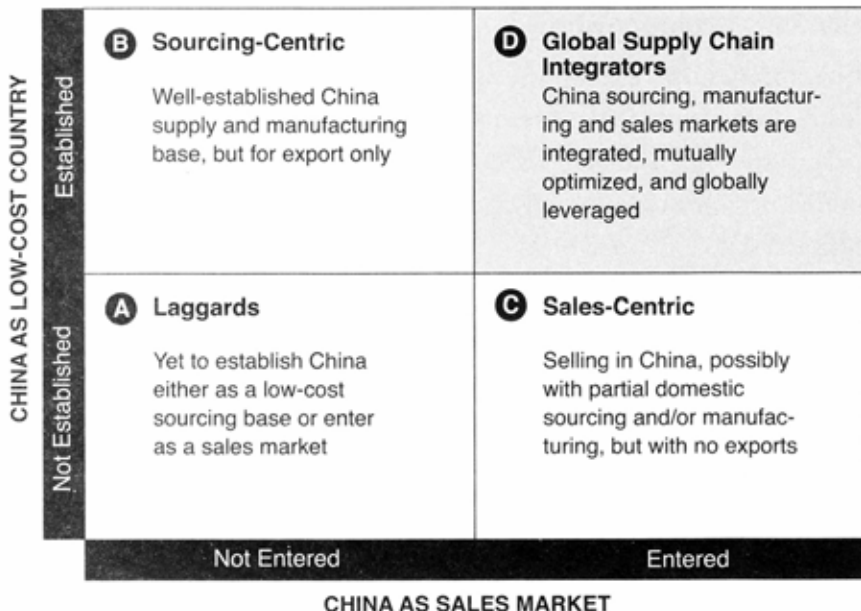 CHINA AS LOW-COST COUNTRY
Established
B Sourcing-Centric
Well-established China
supply and manufacturing
base, but for export only
D Global Supply Chain
Integrators
China sourcing, manufactur-
ing and sales markets are
integrated, mutually
optimized, and globally
leveraged
Not Established
A Laggards
Yet to establish China
either as a low-cost
sourcing base or enter
as a sales market
C Sales-Centric
Selling in China, possibly
with partial domestic
sourcing and/or manufac-
turing, but with no exports
Not Entered
Entered
CHINA AS SALES MARKET